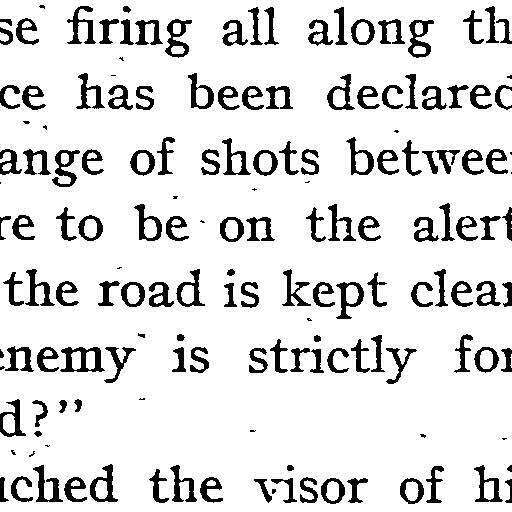 se firing all along th
ce has been declared
ange of shots between
re to be on the alert
the road is kept clear
enemy is strictly for
d?"
uched the visor of hi